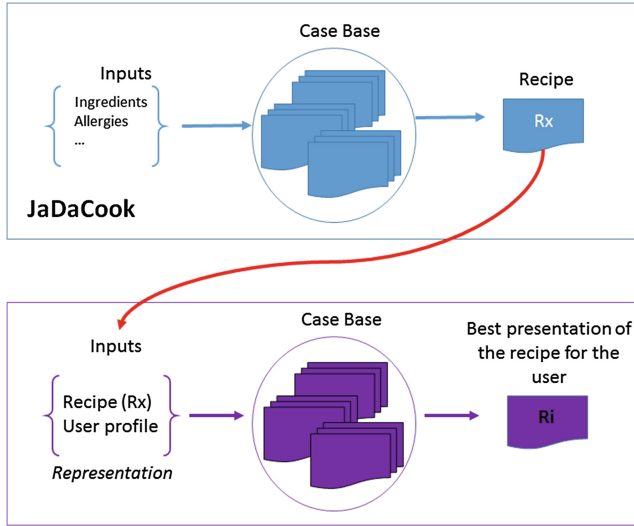 Case Base
Inputs
Ingredients
Allergies
...
Recipe
Rx
JaDaCook
Case Base
Inputs
Recipe (Rx)
User profile
Representation
Best presentation of
the recipe for the
user
Ri